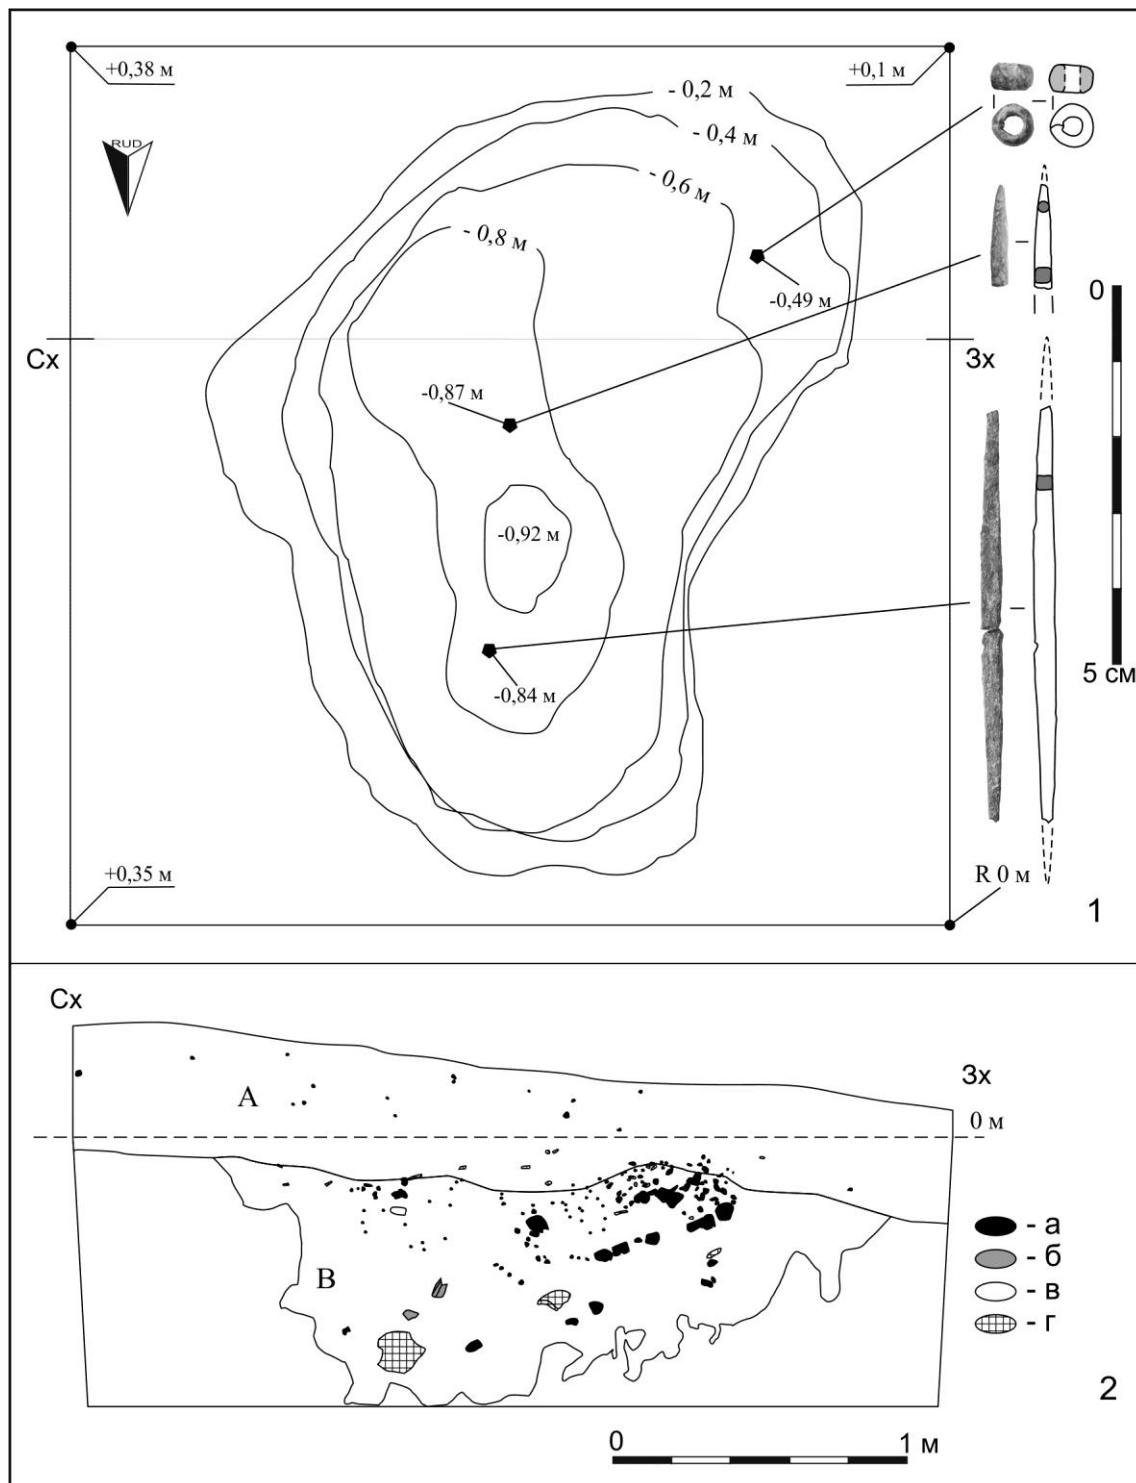 +0,38 м
+0,1 м
RUD
- 0,2 м
- 0,4 м
- 0,6 м
- 0,8 м
-0,49 м
0
Сх
Зх
-0,87 м
-0,92 м
-0,84 м
5 см
+0,35 м
R 0 м
1
Сх
Зх
А
0 м
В
- а
- б
- в
- г
2
0
1 м